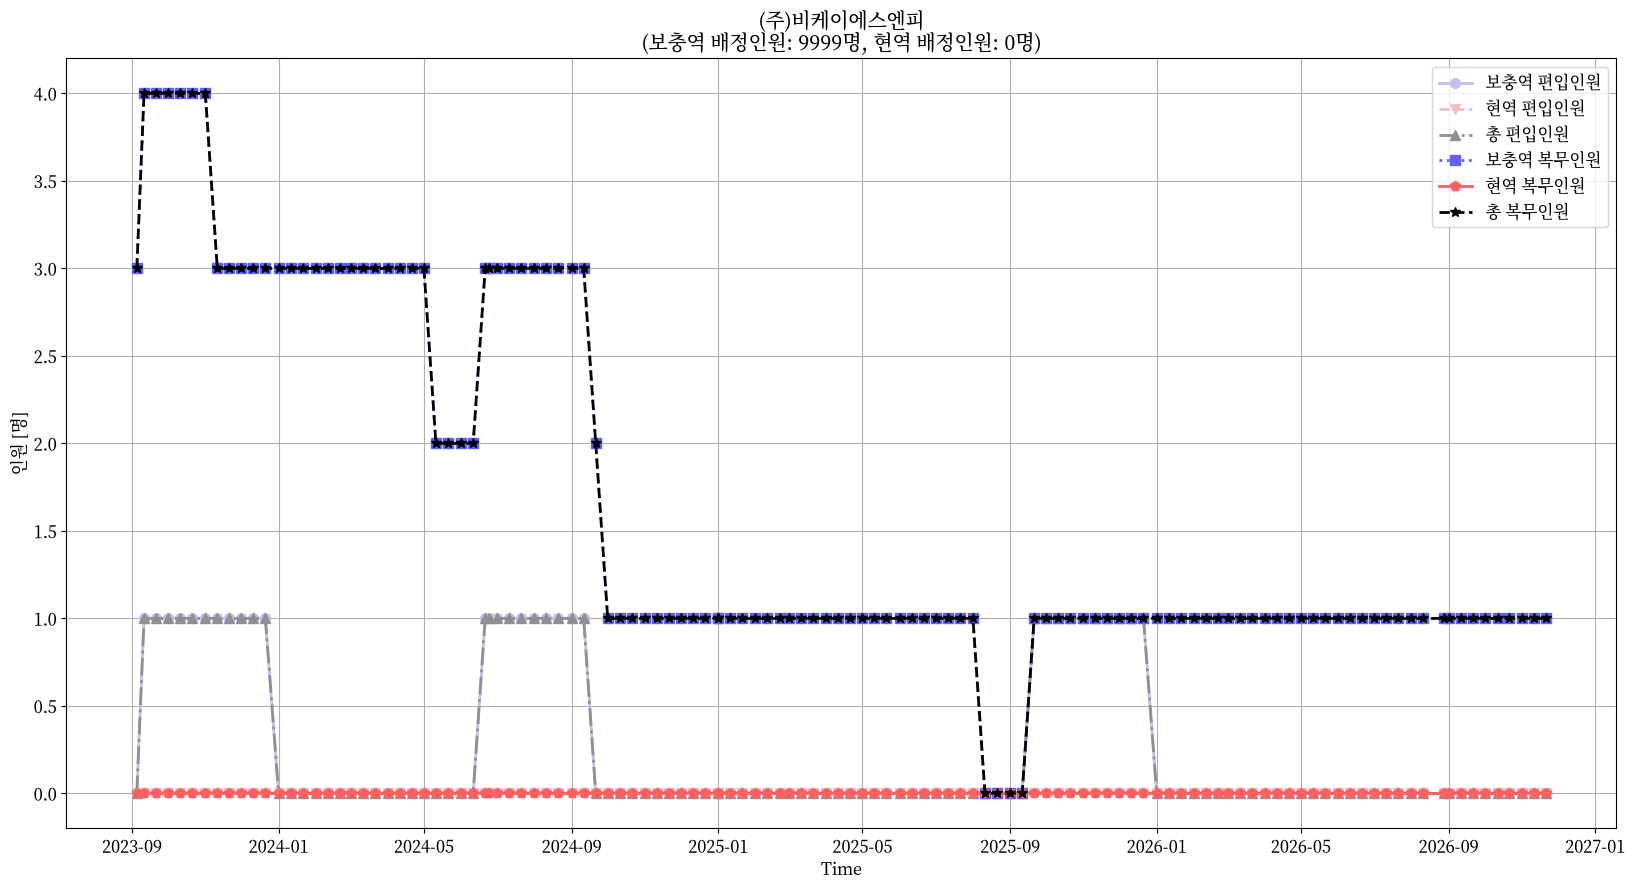 (주)비케이에스엔피
(보충역 배정인원: 9999명, 현역 배정인원: 0명)
보충역 편입인원
현역 편입인원
총 편입인원
보충역 복무인원
현역 복무인원
총 복무인원
인원 [명]
4.0
3.5
3.0
2.5
2.0
1.5
1.0
0.5
0.0
2023-09 2024-01 2024-05 2024-09 2025-01 2025-05 2025-09 2026-01 2026-05 2026-09 2027-01
Time